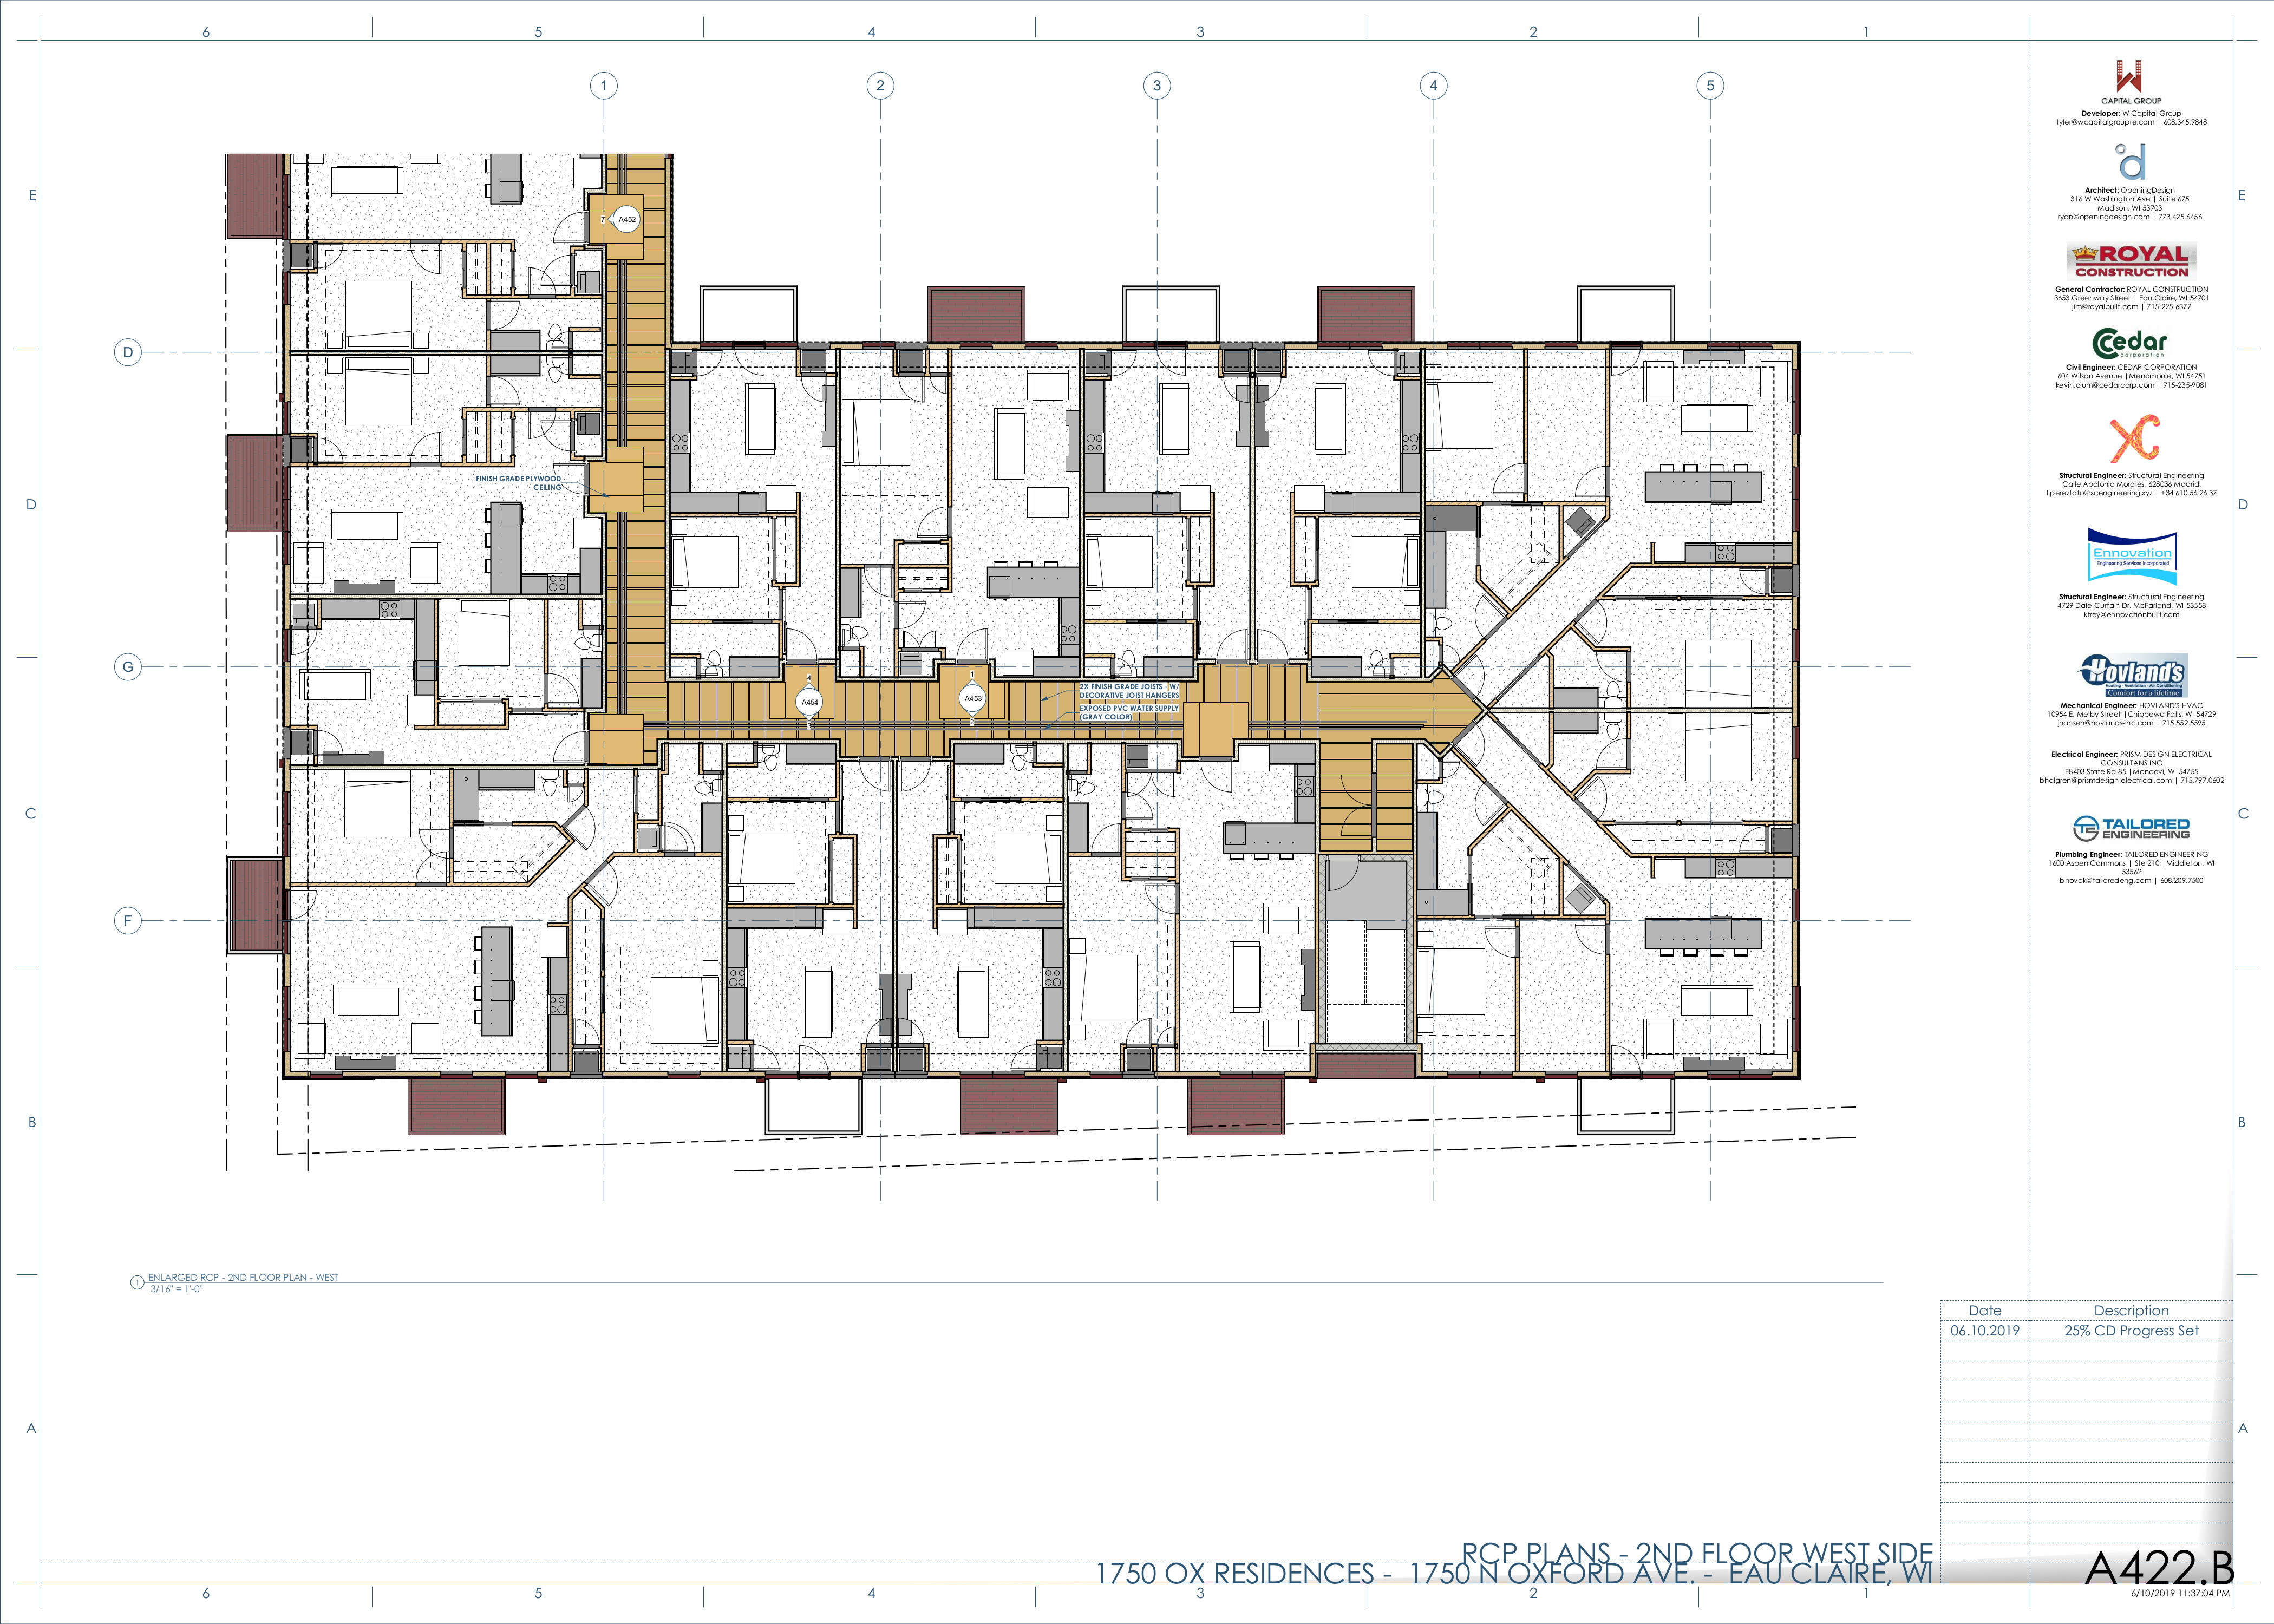 6 5 4 3 2 1
1 2 3 4 5
E
D
C
B
A
E
D
C
B
A
D
G
F
7 A452
FINISH GRADE PLYWOOD
CEILING
4
A454
1
A453
2
2X FINISH GRADE JOISTS - W/
DECORATIVE JOIST HANGERS
EXPOSED PVC WATER SUPPLY
(GRAY COLOR)
1 ENLARGED RCP - 2ND FLOOR PLAN - WEST
3/16" = 1'-0"
W
CAPITAL GROUP
Developer: W Capital Group
tyler@wcapitalgroupre.com | 608.345.9848
d
Architect: OpeningDesign
316 W Washington Ave | Suite 675
Madison, WI 53703
ryan@openingdesign.com | 773.425.6456
ROYAL
CONSTRUCTION
General Contractor: ROYAL CONSTRUCTION
3653 Greenway Street | Eau Claire, WI 54701
jim@royalbuilt.com | 715-225-6377
Cedar
corporation
Civil Engineer: CEDAR CORPORATION
604 Wilson Avenue |Menomonie, WI 54751
kevin.oium@cedarcorp.com | 715-235-9081
XC
Structural Engineer: Structural Engineering
Calle Apolonio Morales, 628036 Madrid,
l.pereztato@xcengineering.xyz | +34 610 56 26 37
Ennovation
Engineering Services Incorporated
Structural Engineer: Structural Engineering
4729 Dale-Curtain Dr, McFarland, WI 53558
kfrey@ennovationbuilt.com
Hovland's
Heating - Ventilation - Air Conditioning
Comfort for a lifetime
Mechanical Engineer: HOVLAND'S HVAC
10954 E. Melby Street |Chippewa Falls, WI 54729
jhansen@hovlands-inc.com | 715.552.5595
Electrical Engineer: PRISM DESIGN ELECTRICAL
CONSULTANS INC
E8403 State Rd 85 |Mondovi, WI 54755
bhalgren@prismdesign-electrical.com | 715.797.0602
TE TAILORED
ENGINEERING
Plumbing Engineer: TAILORED ENGINEERING
1600 Aspen Commons | Ste 210 |Middleton, WI
53562
bnovak@tailoredeng.com | 608.209.7500
Date Description
06.10.2019 25% CD Progress Set
RCP PLANS - 2ND FLOOR WEST SIDE
1750 OX RESIDENCES - 1750 N OXFORD AVE. - EAU CLAIRE, WI
A422.B
6/10/2019 11:37:04 PM
6 5 4 3 2 1